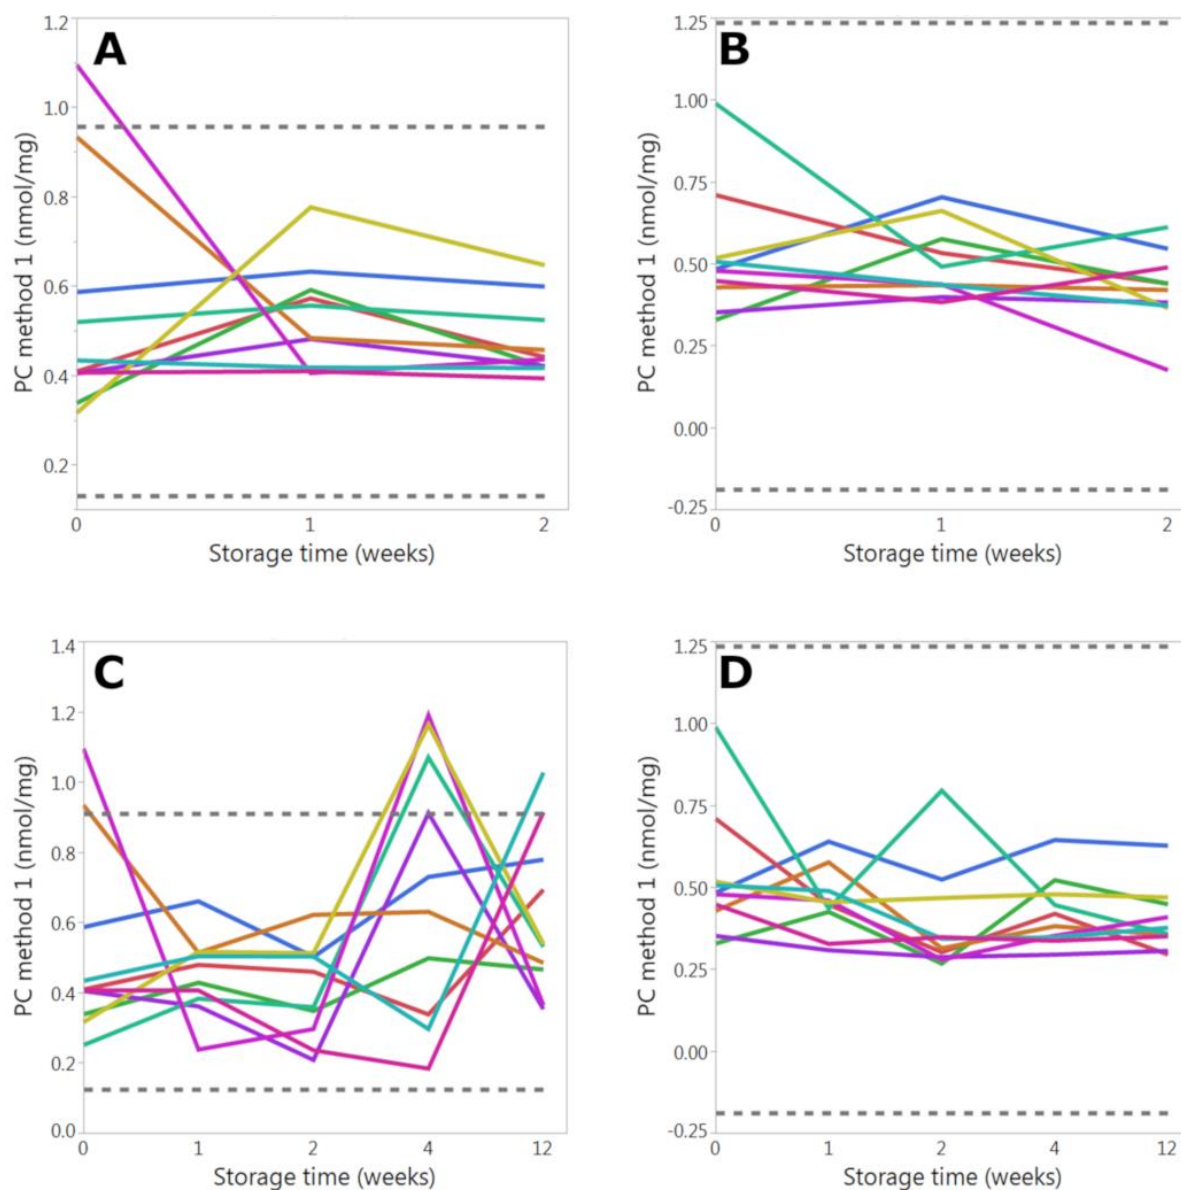 A
PC method 1 (nmol/mg)
1.2
1.0
0.8
0.6
0.4
0.2
0 1 2
Storage time (weeks)
B
PC method 1 (nmol/mg)
1.25
1.00
0.75
0.50
0.25
0.00
-0.25
0 1 2
Storage time (weeks)
C
PC method 1 (nmol/mg)
1.4
1.2
1.0
0.8
0.6
0.4
0.2
0.0
0 1 2 4 12
Storage time (weeks)
D
PC method 1 (nmol/mg)
1.25
1.00
0.75
0.50
0.25
0.00
-0.25
0 1 2 4 12
Storage time (weeks)